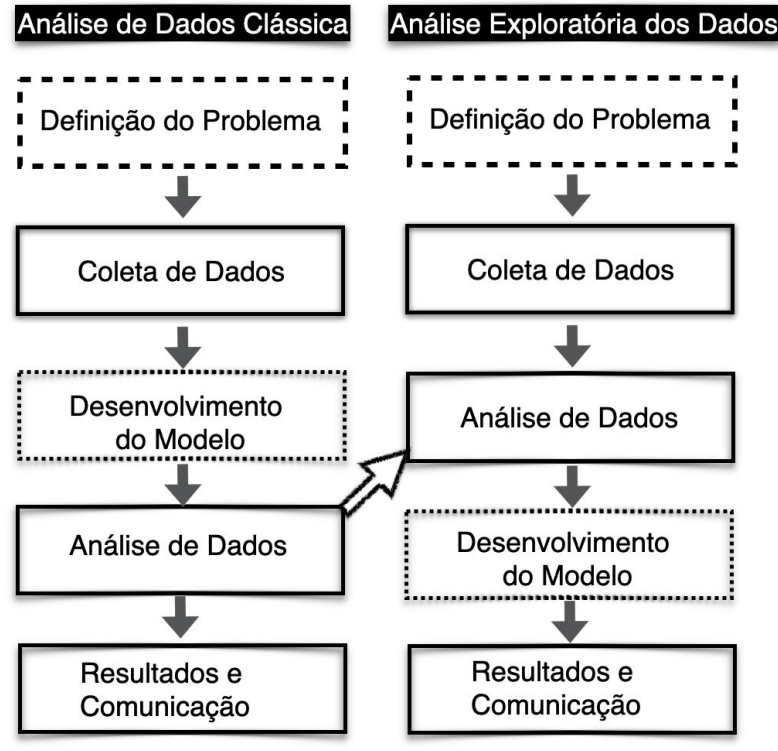 Análise de Dados Clássica
Definição do Problema
Coleta de Dados
Desenvolvimento
do Modelo
Análise de Dados
Resultados e
Comunicação
Análise Exploratória dos Dados
Definição do Problema
Coleta de Dados
Análise de Dados
Desenvolvimento
do Modelo
Resultados e
Comunicação